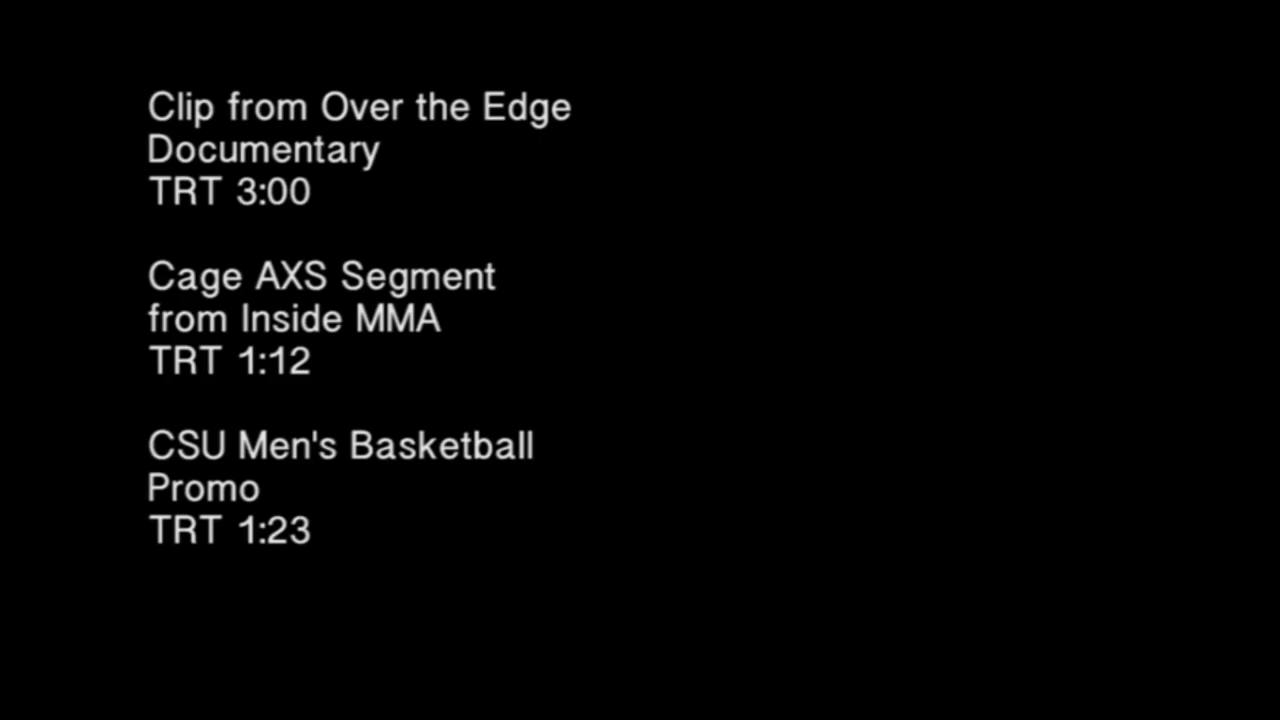 Clip from Over the Edge
Documentary
TRT 3:00
Cage AXS Segment
from Inside MMA
TRT 1:12
CSU Men's Basketball
Promo
TRT 1:23